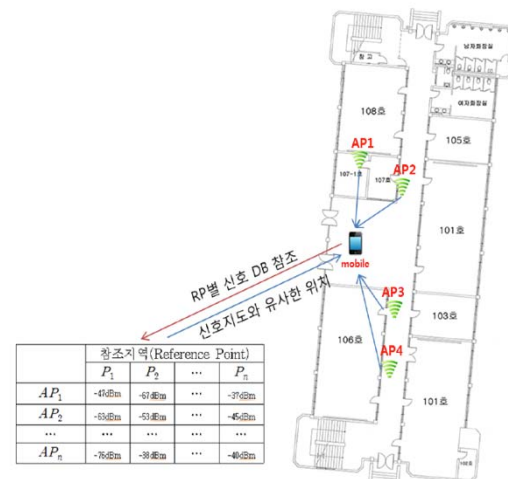 창고
남자화장실
여자화장실
108호
105호
AP1
107-1호
107호
AP2
101호
mobile
RP별 신호 DB 참조
신호지도와 유사한 위치
AP3
103호
106호
AP4
101호
참조지역(Reference Point)
P1 P2 ⋯ Pn
AP1 -47dBm -67dBm ⋯ -37dBm
AP2 -63dBm -53dBm ⋯ -45dBm
⋯ ⋯ ⋯ ⋯
APn -76dBm -38dBm ⋯ -40dBm